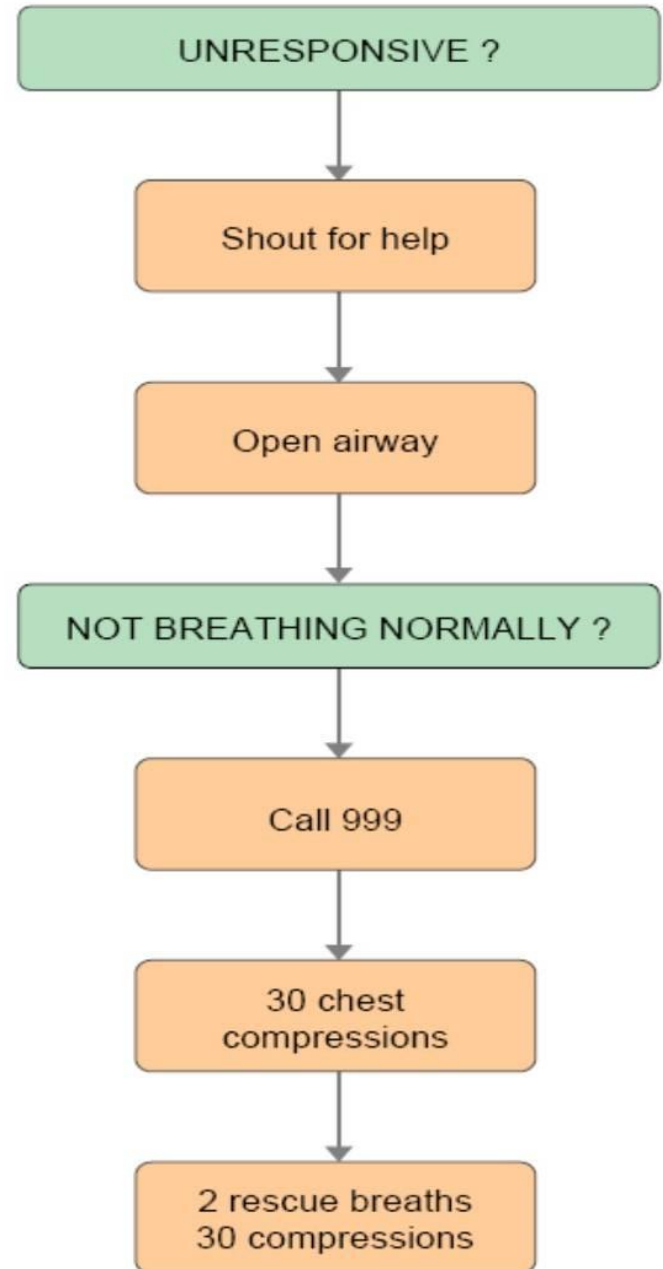 UNRESPONSIVE ?
Shout for help
Open airway
NOT BREATHING NORMALLY ?
Call 999
30 chest
compressions
2 rescue breaths
30 compressions